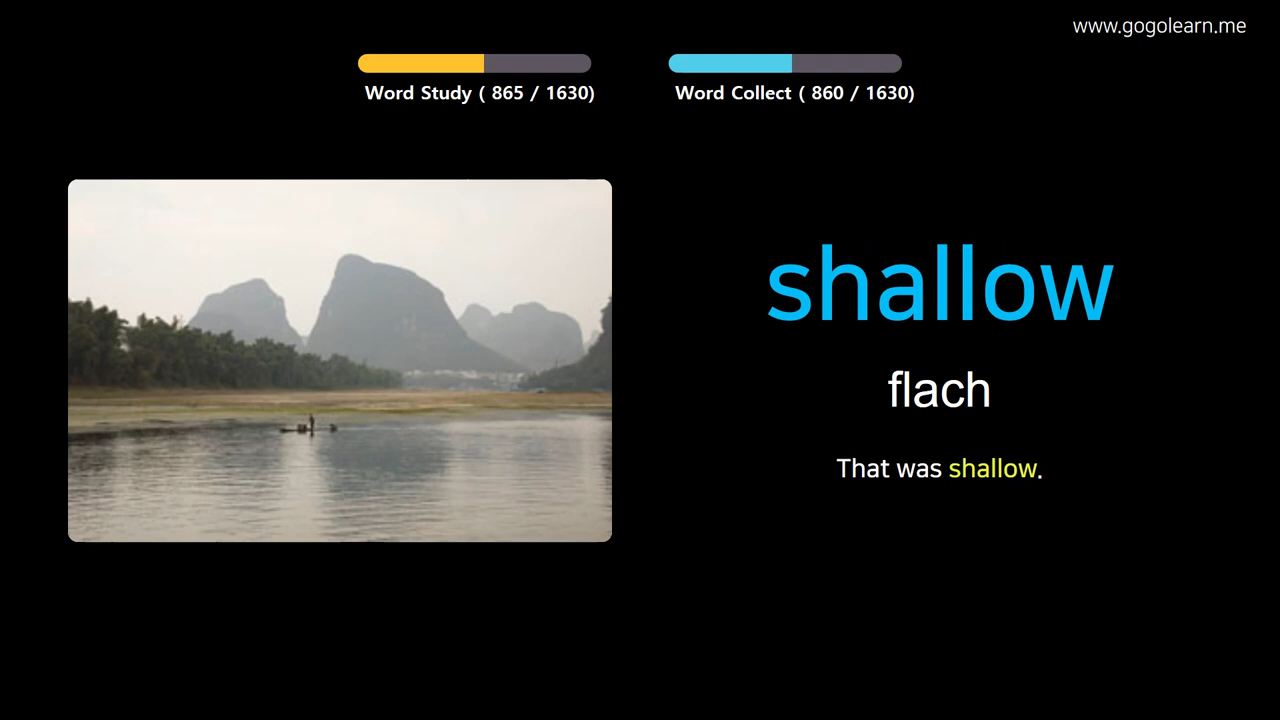 www.gogolearn.me
Word Study ( 865 / 1630)
Word Collect ( 860 / 1630)
shallow
flach
That was shallow.